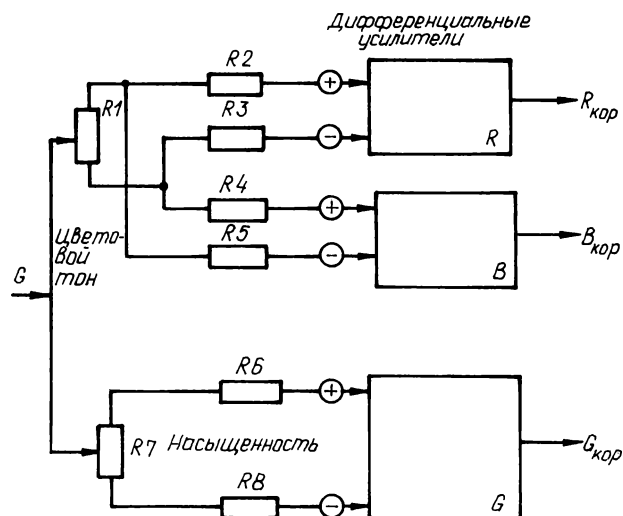 Дифференциальные
усилители
R2
+
R1
R3
−
R
Rкор
R4
+
Цвето-
вой
тон
R5
−
B
Bкор
G
R6
+
R7 Насыщенность
Gкор
R8
−
G